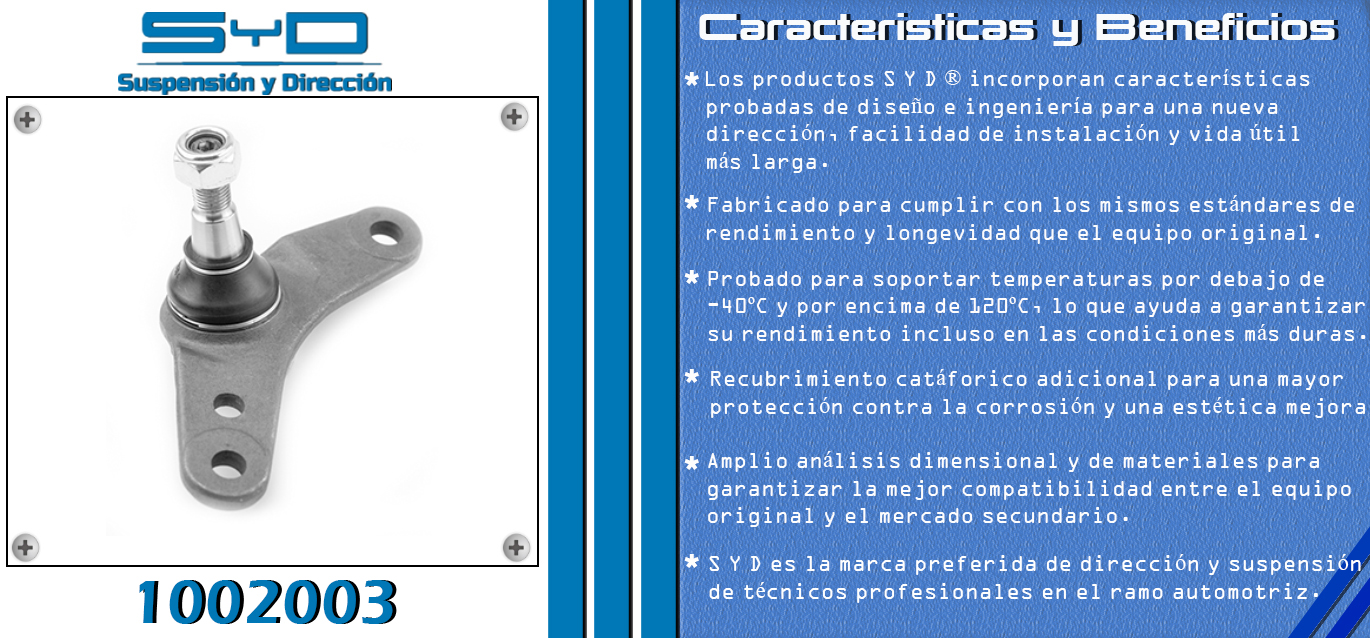 SYD
Suspensión y Dirección
1002003
Caracteristicas y Beneficios
* Los productos S Y D ® incorporan características
probadas de diseño e ingeniería para una nueva
dirección, facilidad de instalación y vida útil
más larga.
* Fabricado para cumplir con los mismos estándares de
rendimiento y longevidad que el equipo original.
* Probado para soportar temperaturas por debajo de
-40°C y por encima de 120°C, lo que ayuda a garantizar
su rendimiento incluso en las condiciones más duras.
* Recubrimiento catáforico adicional para una mayor
protección contra la corrosión y una estética mejora
* Amplio análisis dimensional y de materiales para
garantizar la mejor compatibilidad entre el equipo
original y el mercado secundario.
* S Y D es la marca preferida de dirección y suspensión
de técnicos profesionales en el ramo automotriz.